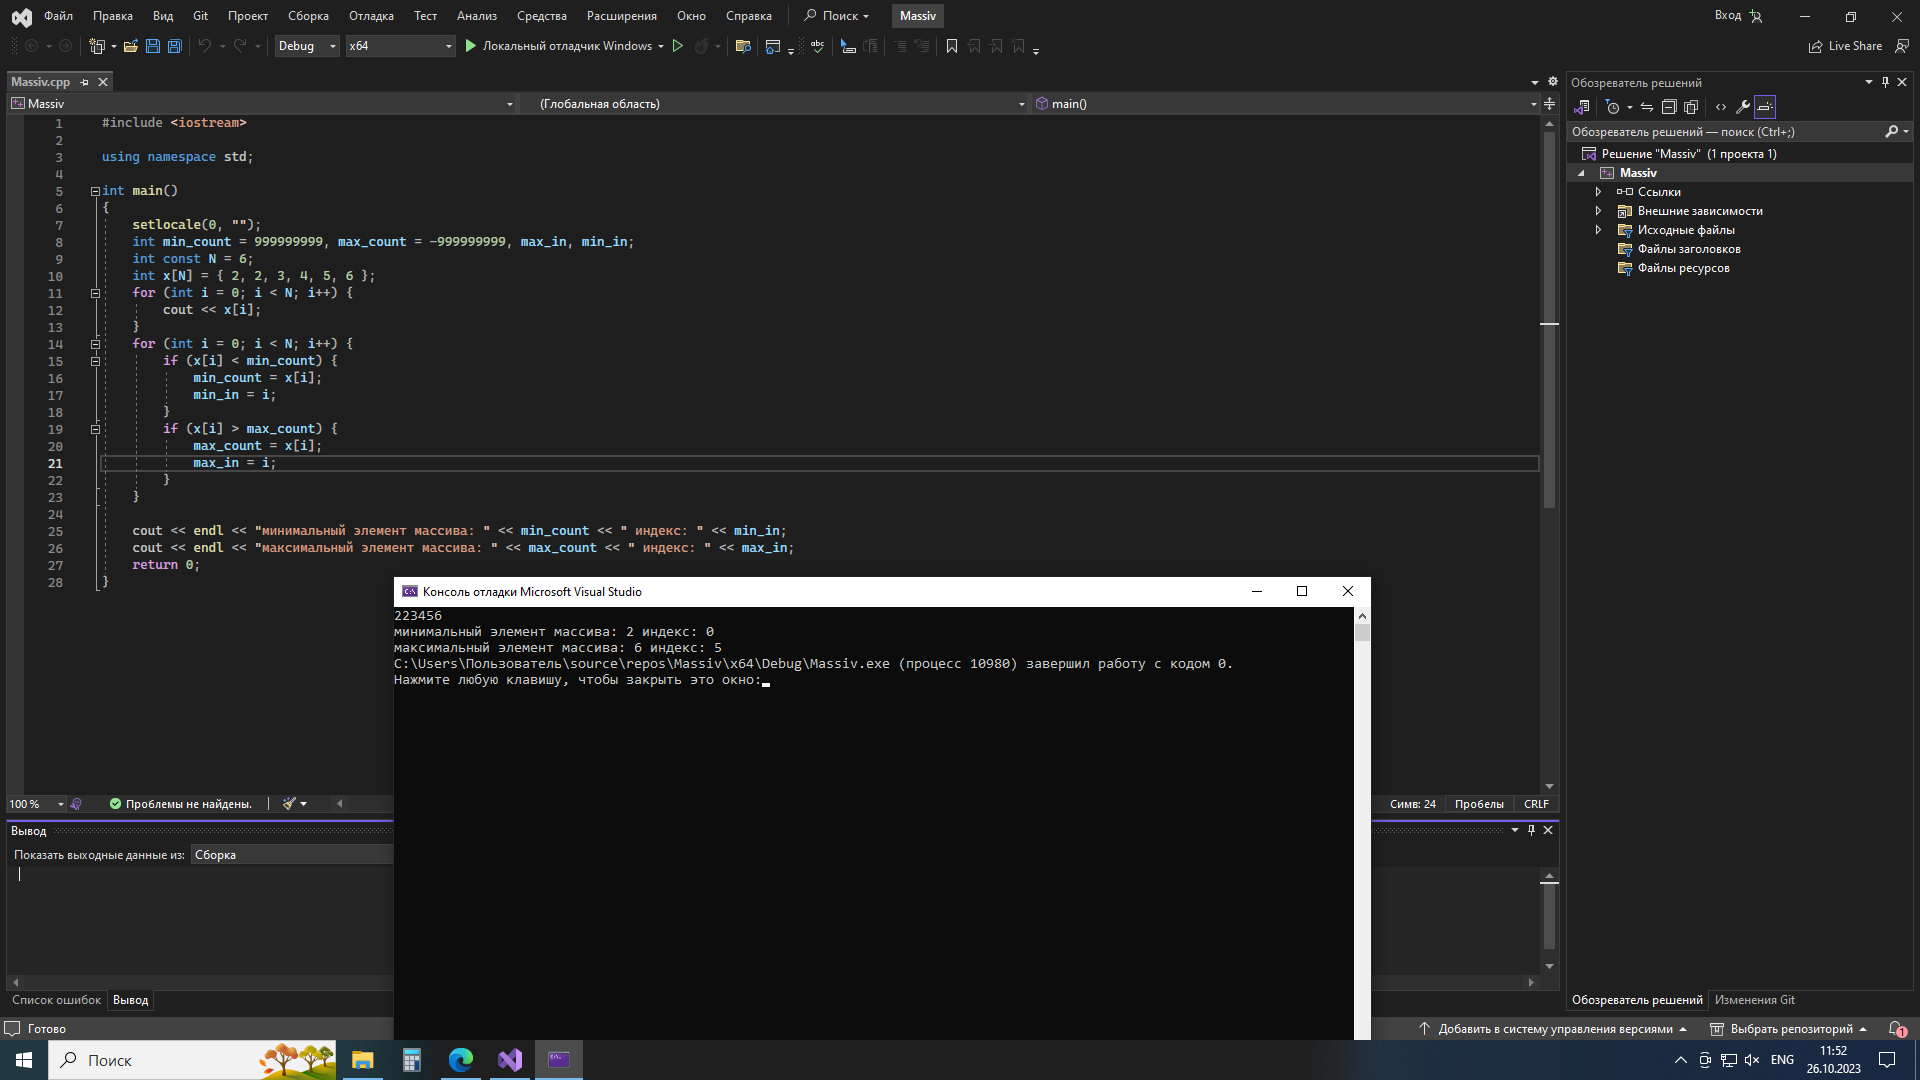 Файл Правка Вид Git Проект Сборка Отладка Тест Анализ Средства Расширения Окно Справка Поиск Massiv Вход
Debug x64 Локальный отладчик Windows Live Share
Massiv.cpp
Massiv (Глобальная область) main()
1 #include <iostream>
2
3 using namespace std;
4
5 int main()
6 {
7 setlocale(0, "");
8 int min_count = 999999999, max_count = -999999999, max_in, min_in;
9 int const N = 6;
10 int x[N] = { 2, 2, 3, 4, 5, 6 };
11 for (int i = 0; i < N; i++) {
12 cout << x[i];
13 }
14 for (int i = 0; i < N; i++) {
15 if (x[i] < min_count) {
16 min_count = x[i];
17 min_in = i;
18 }
19 if (x[i] > max_count) {
20 max_count = x[i];
21 max_in = i;
22 }
23 }
24
25 cout << endl << "минимальный элемент массива: " << min_count << " индекс: " << min_in;
26 cout << endl << "максимальный элемент массива: " << max_count << " индекс: " << max_in;
27 return 0;
28 }
Консоль отладки Microsoft Visual Studio
223456
минимальный элемент массива: 2 индекс: 0
максимальный элемент массива: 6 индекс: 5
C:\Users\Пользователь\source\repos\Massiv\x64\Debug\Massiv.exe (процесс 10980) завершил работу с кодом 0.
Нажмите любую клавишу, чтобы закрыть это окно:
100 % Проблемы не найдены. Симв: 24 Пробелы CRLF
Вывод
Показать выходные данные из: Сборка
Список ошибок Вывод
Обозреватель решений
Обозреватель решений — поиск (Ctrl+;)
Решение "Massiv" (1 проекта 1)
Massiv
Ссылки
Внешние зависимости
Исходные файлы
Файлы заголовков
Файлы ресурсов
Обозреватель решений Изменения Git
Готово Добавить в систему управления версиями Выбрать репозиторий 1
Поиск ENG 11:52
26.10.2023